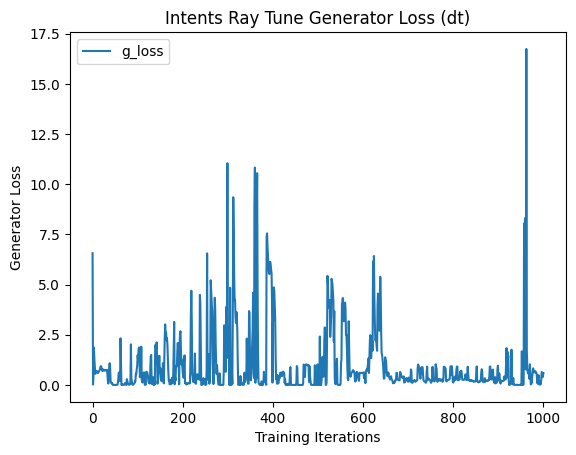 Intents Ray Tune Generator Loss (dt)
g_loss
Generator Loss
17.5
15.0
12.5
10.0
7.5
5.0
2.5
0.0
0 200 400 600 800 1000
Training Iterations